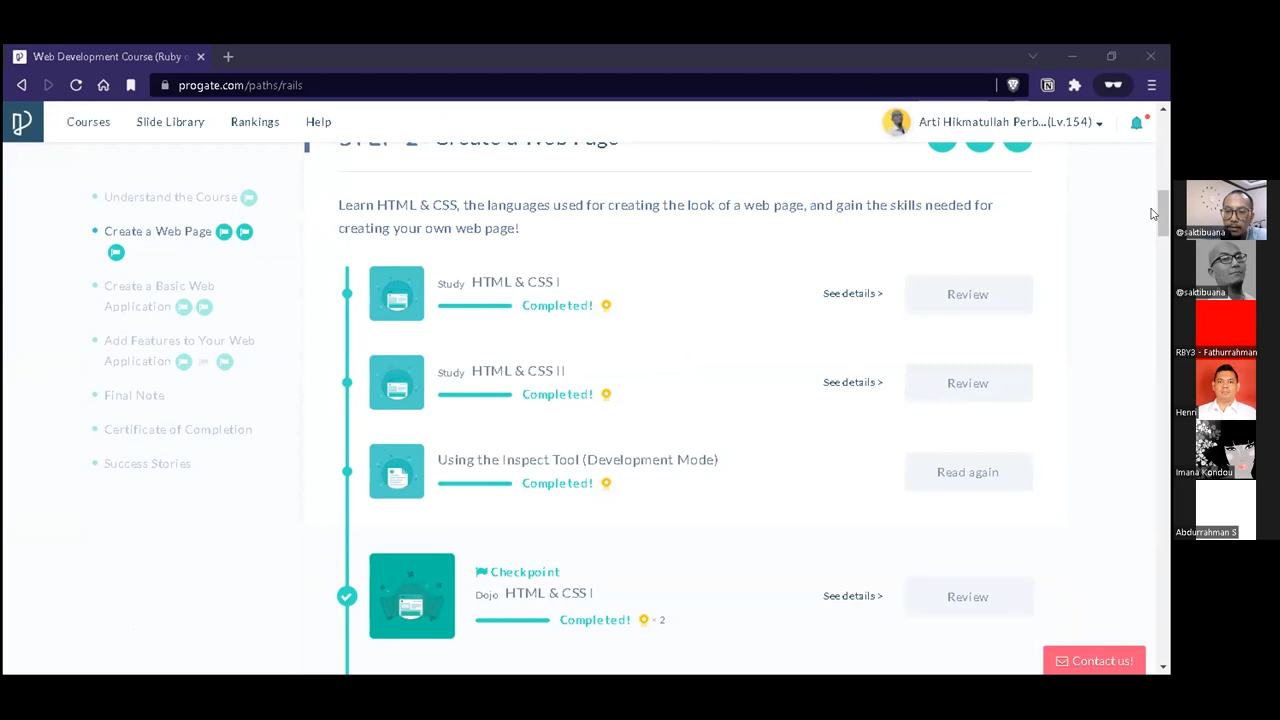 Web Development Course (Ruby o
progate.com/paths/rails
Courses
Slide Library
Rankings
Help
Arti Hikmatullah Perb...(Lv.154)
STEP 2 Create a Web Page
Understand the Course
Create a Web Page
Create a Basic Web
Application
Add Features to Your Web
Application
Final Note
Certificate of Completion
Success Stories
Learn HTML & CSS, the languages used for creating the look of a web page, and gain the skills needed for
creating your own web page!
Study HTML & CSS I
Completed!
See details >
Review
Study HTML & CSS II
Completed!
See details >
Review
Using the Inspect Tool (Development Mode)
Completed!
Read again
Checkpoint
Dojo HTML & CSS I
Completed! × 2
See details >
Review
Contact us!
@saktibuana
@saktibuana
RBY3 - Fathurrahman
Henri
Imana Kondou
Abdurrahman S